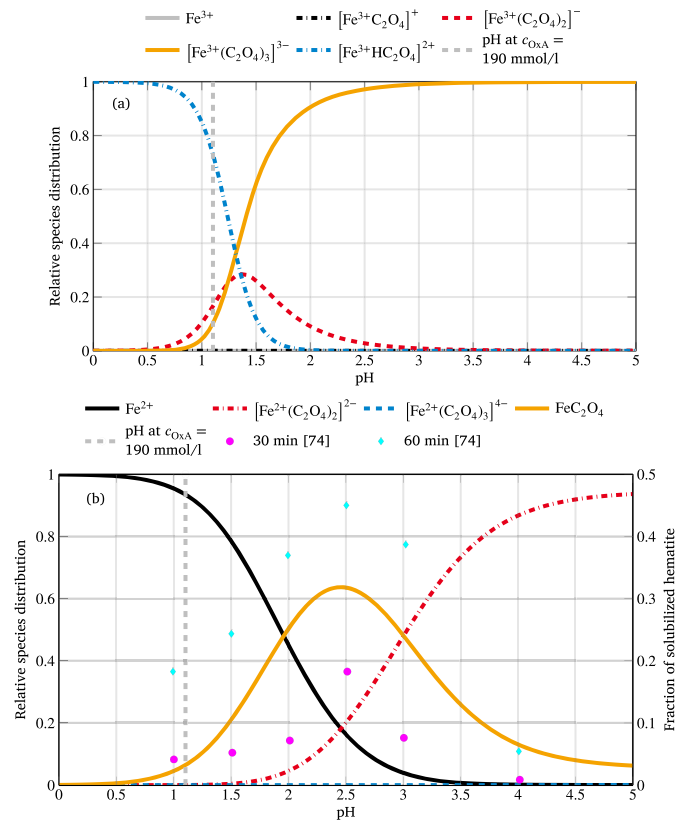 Fe³⁺ [Fe³⁺C₂O₄]⁺ [Fe³⁺(C₂O₄)₂]⁻
[Fe³⁺(C₂O₄)₃]³⁻ [Fe³⁺HC₂O₄]²⁺ pH at c_OxA =
190 mmol/l
(a)
Relative species distribution
1
0.8
0.6
0.4
0.2
0
0 0.5 1 1.5 2 2.5 3 3.5 4 4.5 5
pH
Fe²⁺ [Fe²⁺(C₂O₄)₂]²⁻ [Fe²⁺(C₂O₄)₃]⁴⁻ FeC₂O₄
pH at c_OxA = 30 min [74] 60 min [74]
190 mmol/l
(b)
Relative species distribution
1
0.8
0.6
0.4
0.2
0
0.5
0.4
0.3
0.2
0.1
0
Fraction of solubilized hematite
0 0.5 1 1.5 2 2.5 3 3.5 4 4.5 5
pH